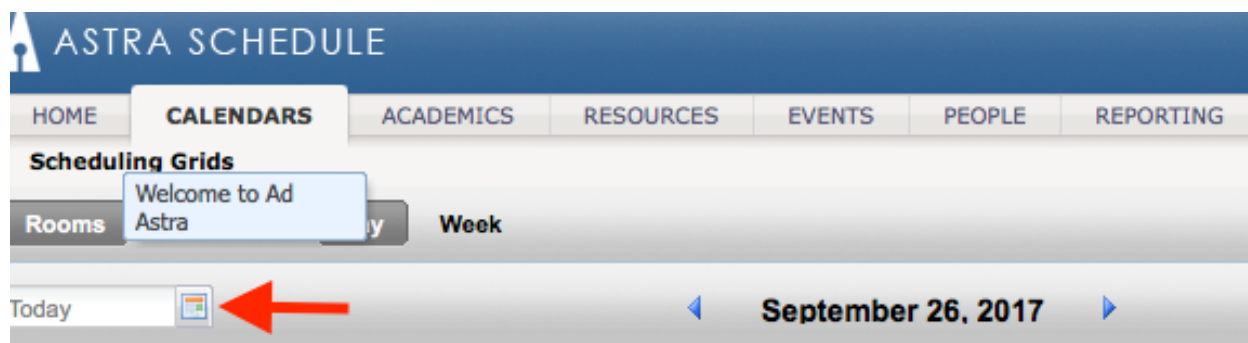 ASTRA SCHEDULE
HOME CALENDARS ACADEMICS RESOURCES EVENTS PEOPLE REPORTING
Scheduling Grids
Welcome to Ad
Astra
Rooms Week
Today September 26, 2017